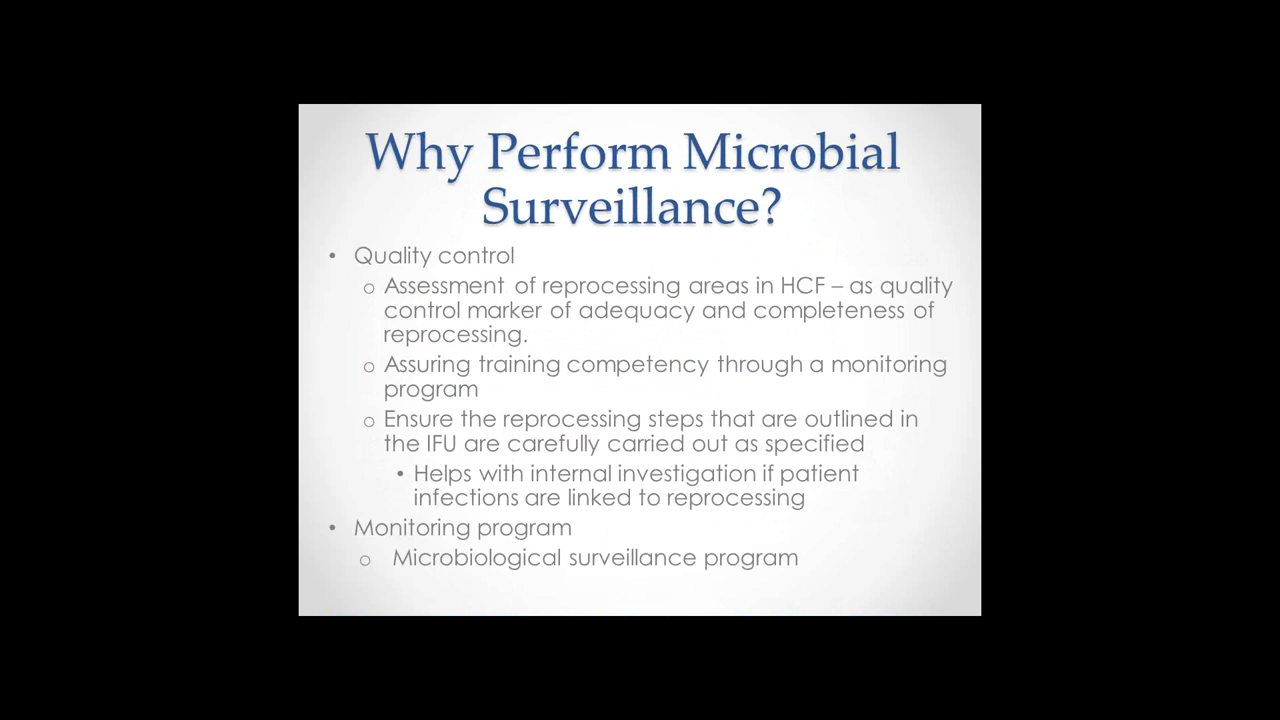 Why Perform Microbial
Surveillance?
• Quality control
o Assessment of reprocessing areas in HCF – as quality
control marker of adequacy and completeness of
reprocessing.
o Assuring training competency through a monitoring
program
o Ensure the reprocessing steps that are outlined in
the IFU are carefully carried out as specified
• Helps with internal investigation if patient
infections are linked to reprocessing
• Monitoring program
o Microbiological surveillance program